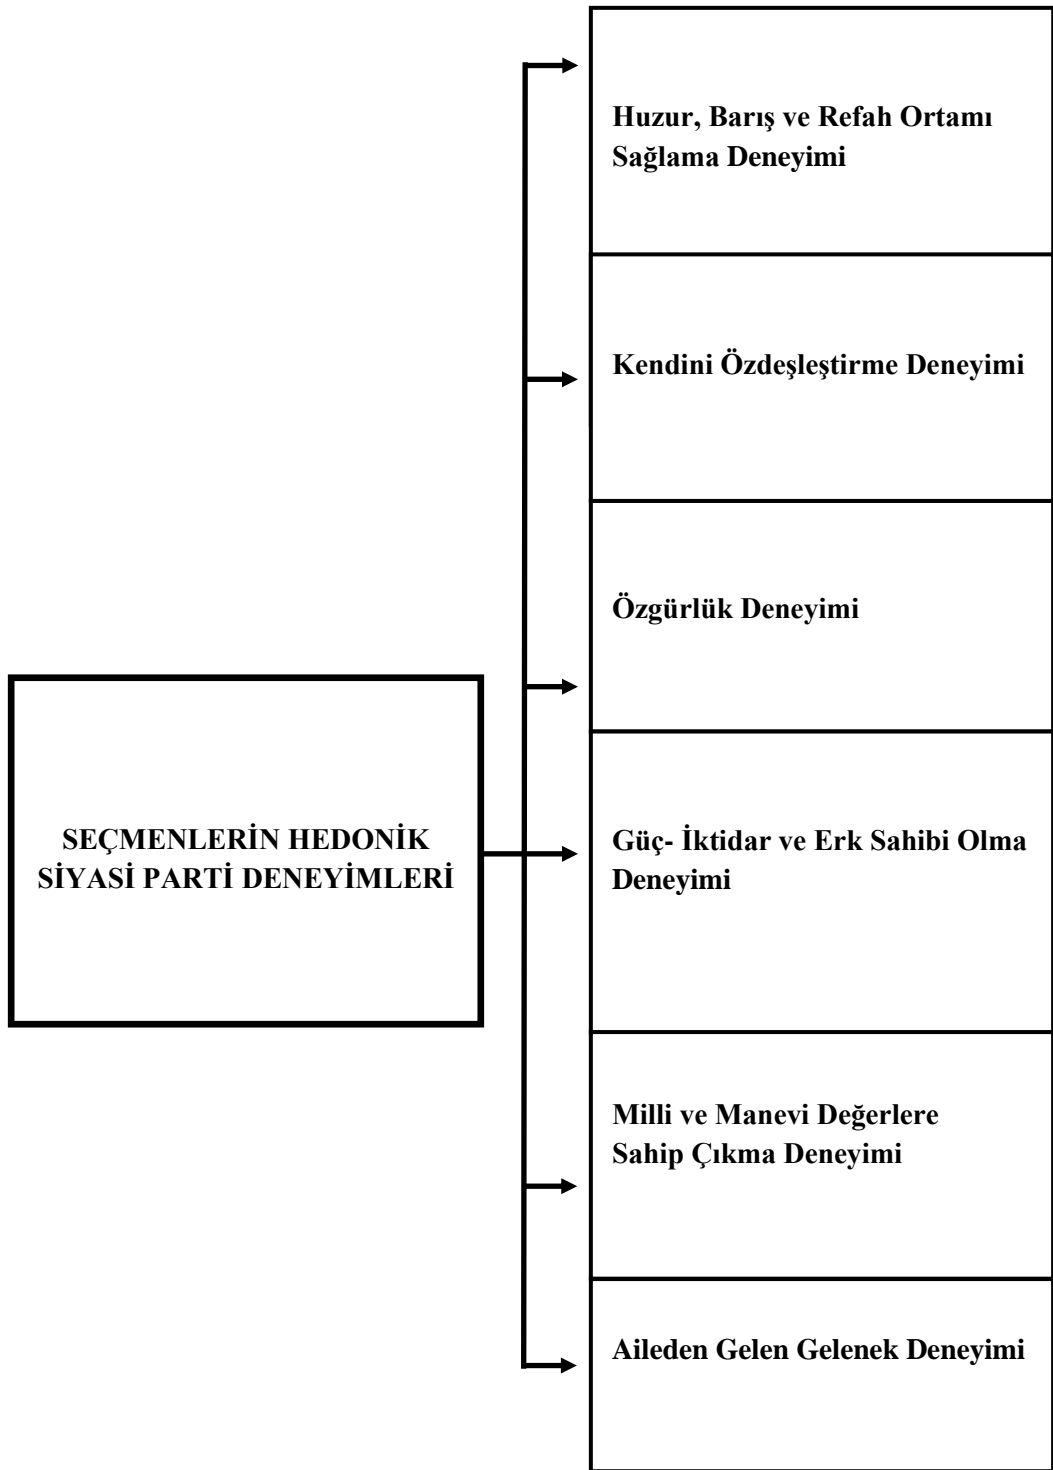 Huzur, Barış ve Refah Ortamı
Sağlama Deneyimi
Kendini Özdeşleştirme Deneyimi
Özgürlük Deneyimi
SEÇMENLERİN HEDONİK
SİYASİ PARTİ DENEYİMLERİ
Güç- İktidar ve Erk Sahibi Olma
Deneyimi
Milli ve Manevi Değerlere
Sahip Çıkma Deneyimi
Aileden Gelen Gelenek Deneyimi